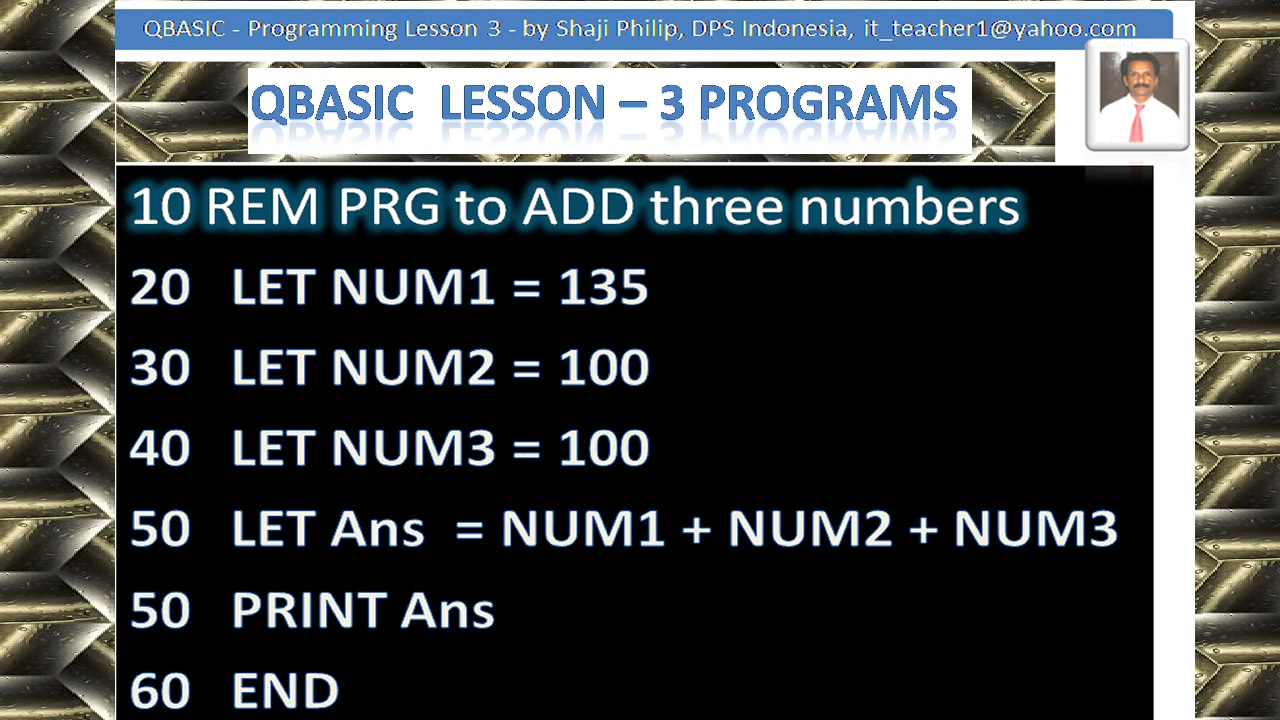 QBASIC - Programming Lesson 3 - by Shaji Philip, DPS Indonesia, it_teacher1@yahoo.com
QBASIC LESSON – 3 PROGRAMS
10 REM PRG to ADD three numbers
20 LET NUM1 = 135
30 LET NUM2 = 100
40 LET NUM3 = 100
50 LET Ans = NUM1 + NUM2 + NUM3
50 PRINT Ans
60 END